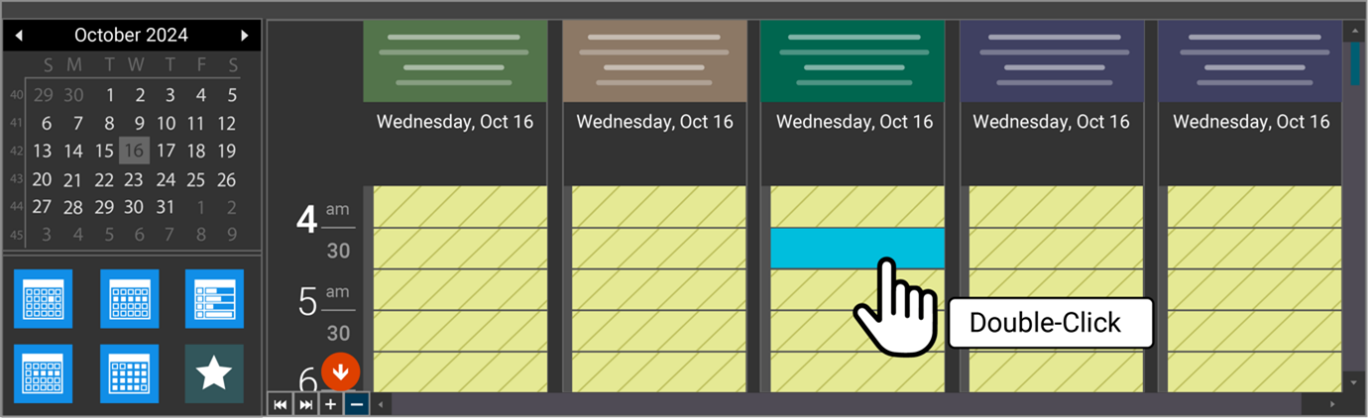 October 2024
S M T W T F S
40 29 30 1 2 3 4 5
41 6 7 8 9 10 11 12
42 13 14 15 16 17 18 19
43 20 21 22 23 24 25 26
44 27 28 29 30 31 1 2
45 3 4 5 6 7 8 9
Wednesday, Oct 16 Wednesday, Oct 16 Wednesday, Oct 16 Wednesday, Oct 16 Wednesday, Oct 16
4 am
30
5 am
30
6
Double-Click